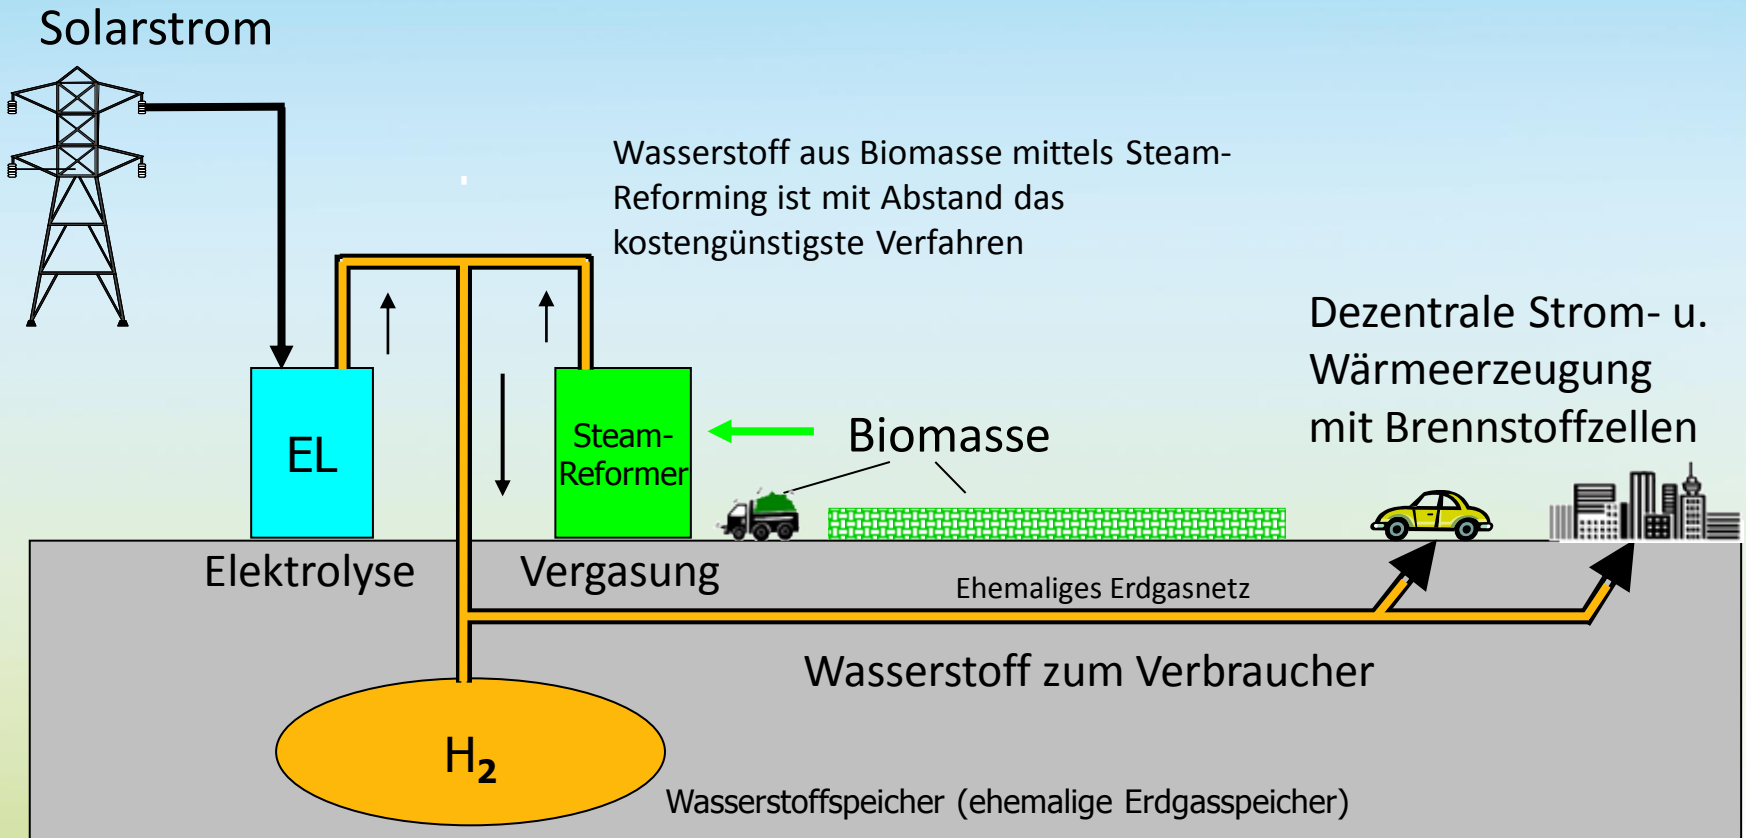 Solarstrom
Wasserstoff aus Biomasse mittels Steam-
Reforming ist mit Abstand das
kostengünstigste Verfahren
Dezentrale Strom- u.
Wärmeerzeugung
mit Brennstoffzellen
EL
Steam-
Reformer
Biomasse
Elektrolyse
Vergasung
Ehemaliges Erdgasnetz
Wasserstoff zum Verbraucher
H₂
Wasserstoffspeicher (ehemalige Erdgasspeicher)